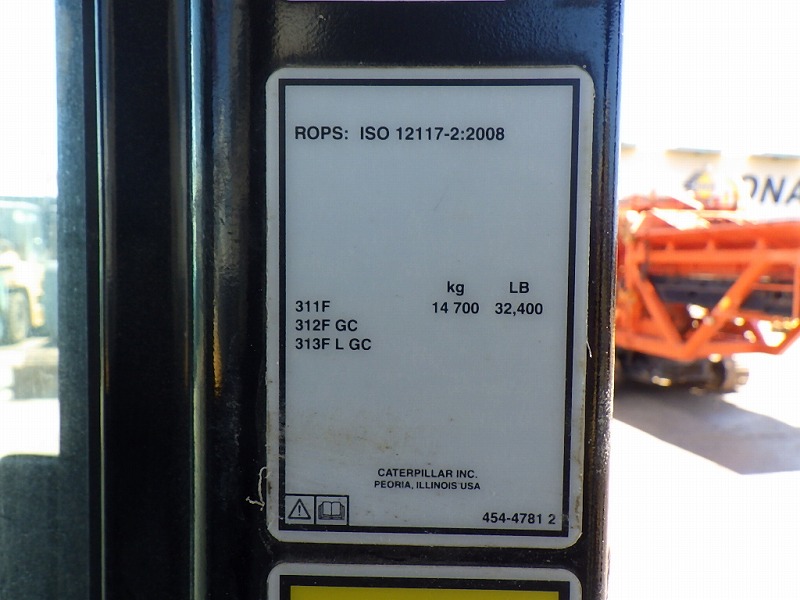 ROPS: ISO 12117-2:2008
kg LB
311F 14 700 32,400
312F GC
313F L GC
CATERPILLAR INC.
PEORIA, ILLINOIS USA
454-4781 2